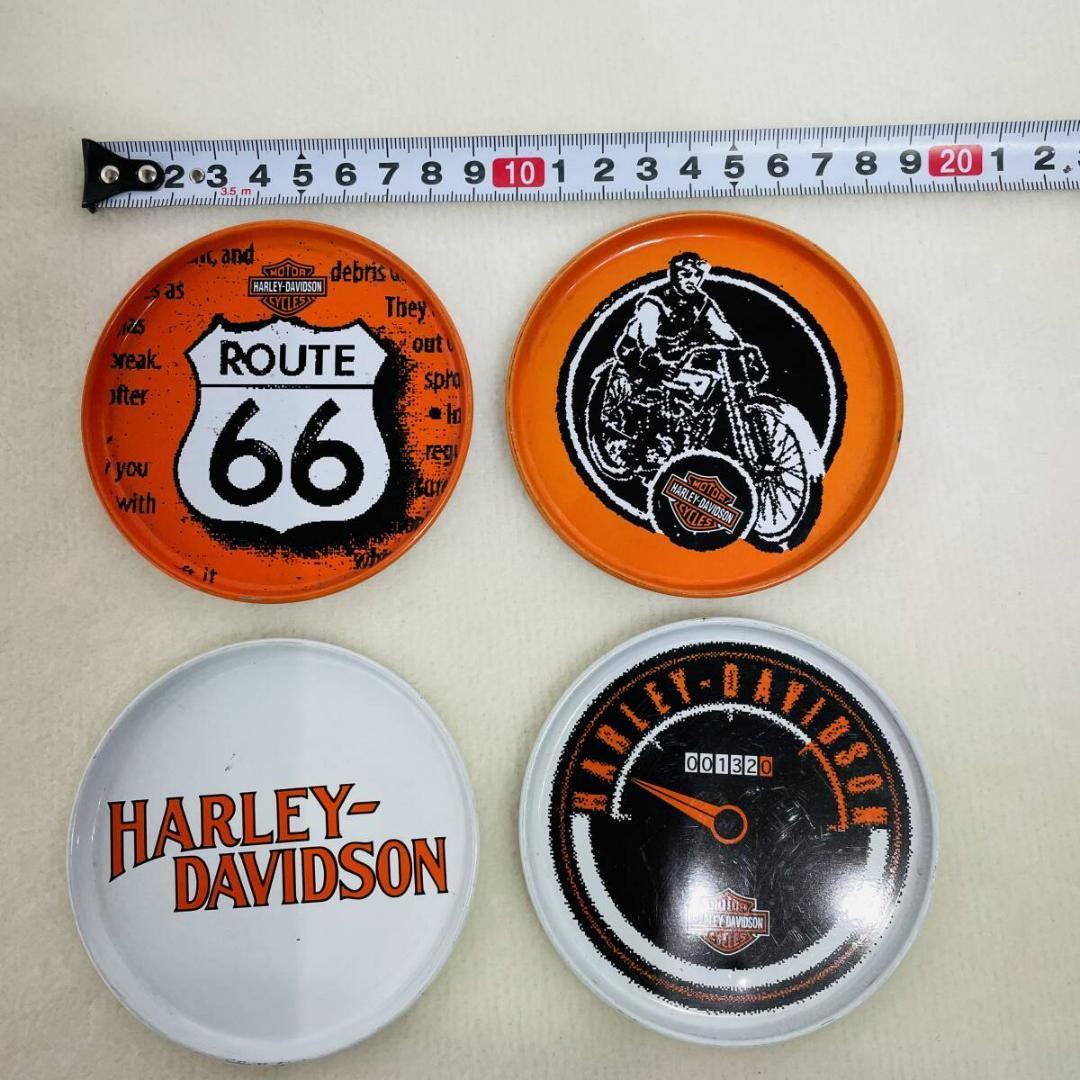 2 3 4 5 6 7 8 9 10 1 2 3 4 5 6 7 8 9 20 1 2
3.5 m
and
debris
as
MOTOR
HARLEY-DAVIDSON
CYCLES
They
out
break.
after
you
with
it
ROUTE
66
MOTOR
HARLEY-DAVIDSON
CYCLES
HARLEY-
DAVIDSON
HARLEY-DAVIDSON
001320
MOTOR
HARLEY-DAVIDSON
CYCLES